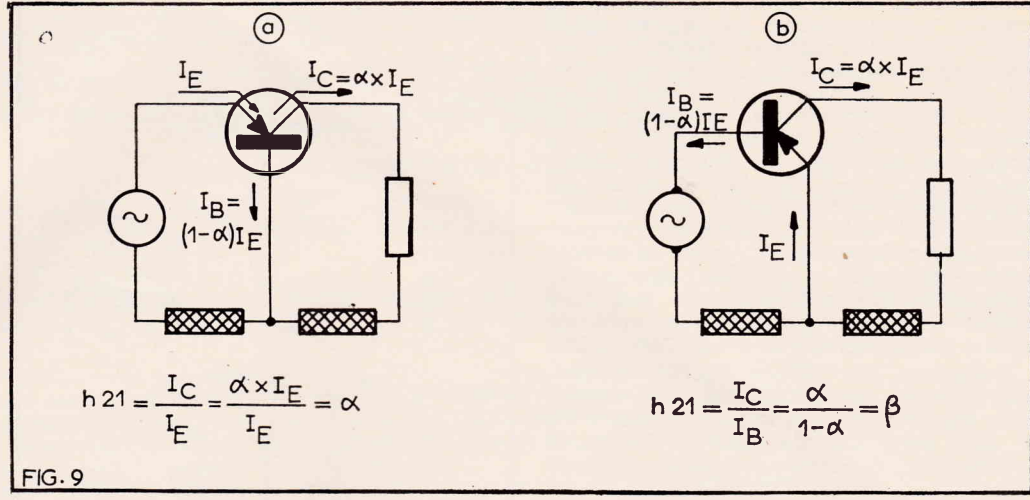 a
I_E
I_C = α × I_E
I_B =
(1-α) I_E
~
h 21 = I_C / I_E = α × I_E / I_E = α
b
I_C = α × I_E
I_B =
(1-α) IE
~
I_E
h 21 = I_C / I_B = α / 1-α = β
FIG. 9